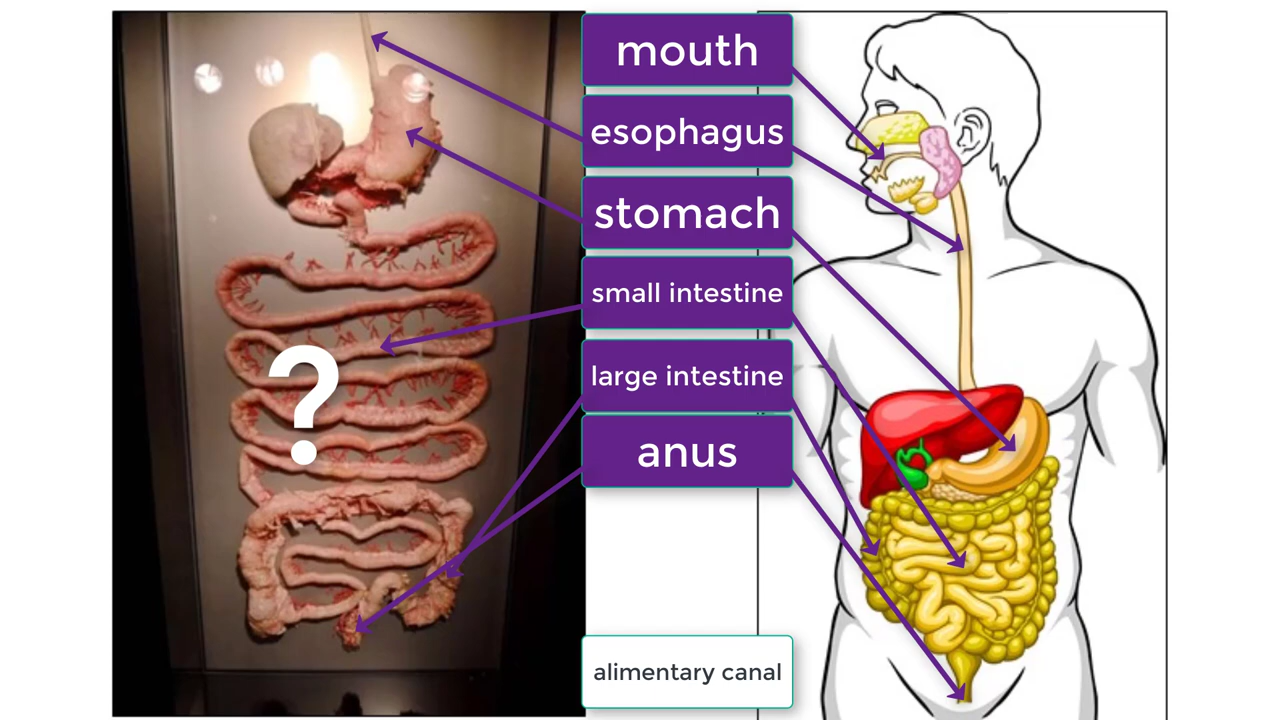 mouth
esophagus
stomach
small intestine
large intestine
anus
?
alimentary canal